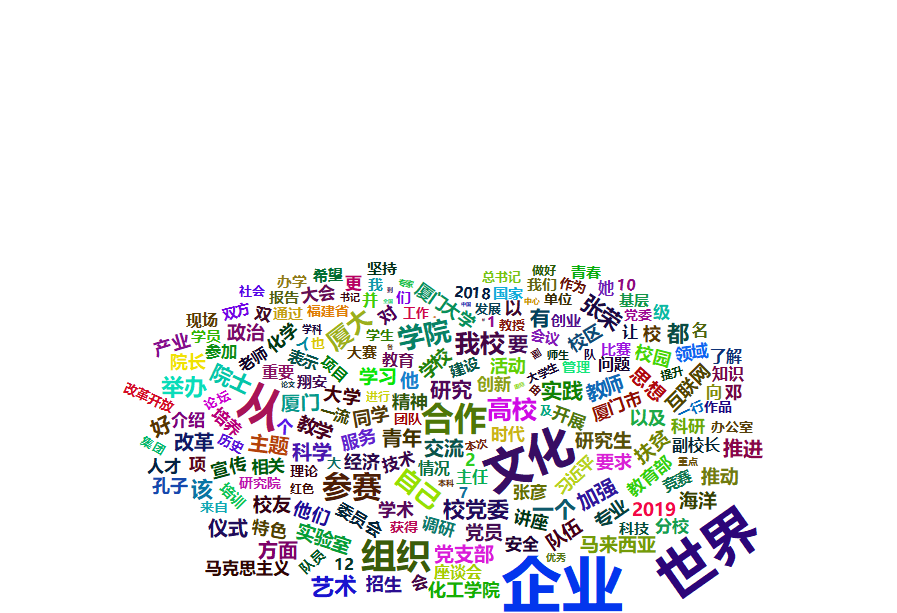 坚持
希望
更
我
到
专家
总书记
做好
青春
办学
报告
大会
书记
并
们
厦门大学
2018
国家
我们
作为
单位
她
10
社会
双方
双
通过
福建省
对
工作
中心
发展
以
张荣
基层
党委
级
现场
学员
政治
化学
学科
人
也
厦大
学生
学院
1
教授
有
创业
让
校
都
名
产业
参加
老师
表示
大赛
教育
学校
我校
要
会议
校区
比赛
校园
领域
了解
院长
院士
重要
项目
学习
他
建设
活动
师生
队
问题
管理
提升
知识
举办
论坛
从
翔安
论文
大学
进行
精神
研究
创新
大学生
实践
教师
思想
互联网
向
邓
改革开放
培养
厦门
一流
同学
团队
合作
高校
及
厦门市
一行
作品
好
介绍
个
教学
服务
青年
时代
开展
以及
科研
办公室
集团
改革
历史
主题
科学
交流
本次
文化
研究生
扶贫
副校长
推进
人才
项
宣传
相关
理论
大
经济
技术
情况
2
主任
习近平
要求
教育部
重点
竞赛
推动
孔子
该
培训
研究院
红色
参赛
自己
本科
7
张彦
加强
海洋
来自
校友
他们
委员会
学术
校党委
一个
专业
2019
仪式
特色
实验室
获得
调研
党员
讲座
队伍
科技
分校
方面
队员
组织
党支部
安全
马来西亚
世界
马克思主义
12
座谈会
优秀
艺术
招生
会
化工学院
企业